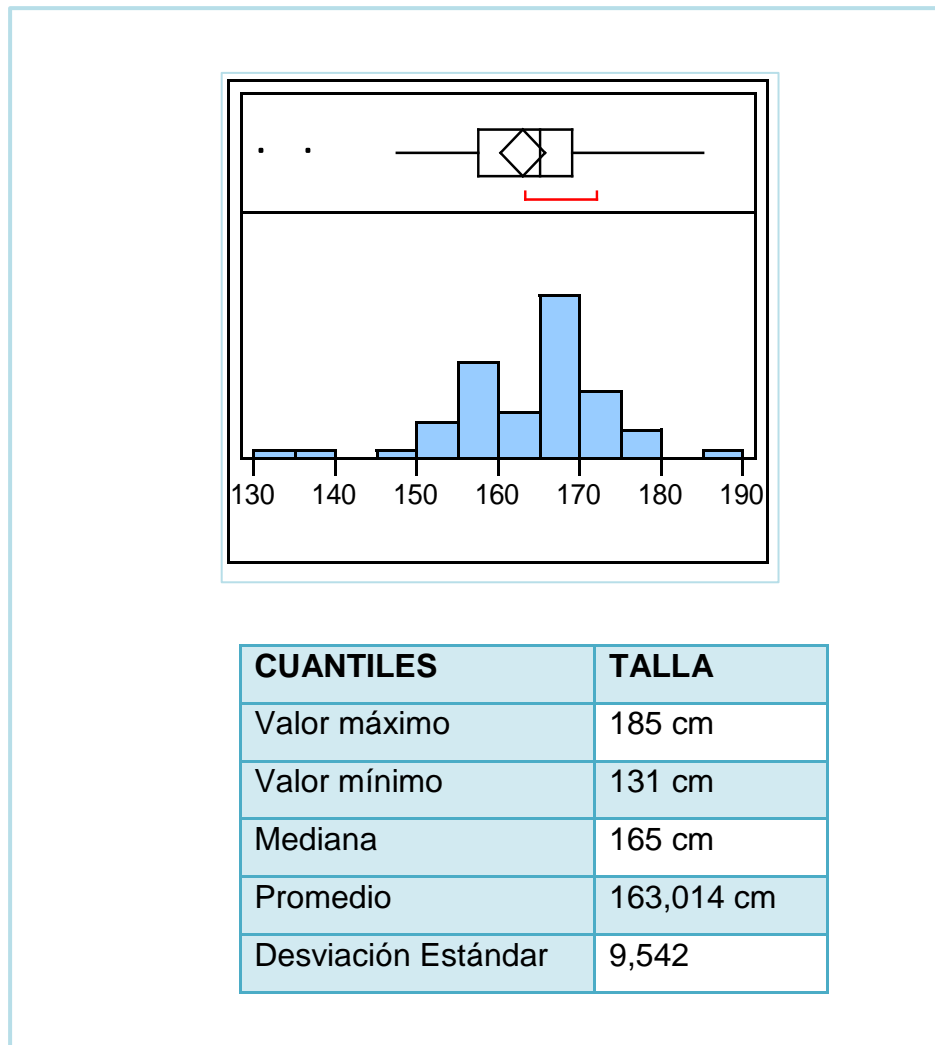 130 140 150 160 170 180 190
CUANTILES TALLA
Valor máximo 185 cm
Valor mínimo 131 cm
Mediana 165 cm
Promedio 163,014 cm
Desviación Estándar 9,542